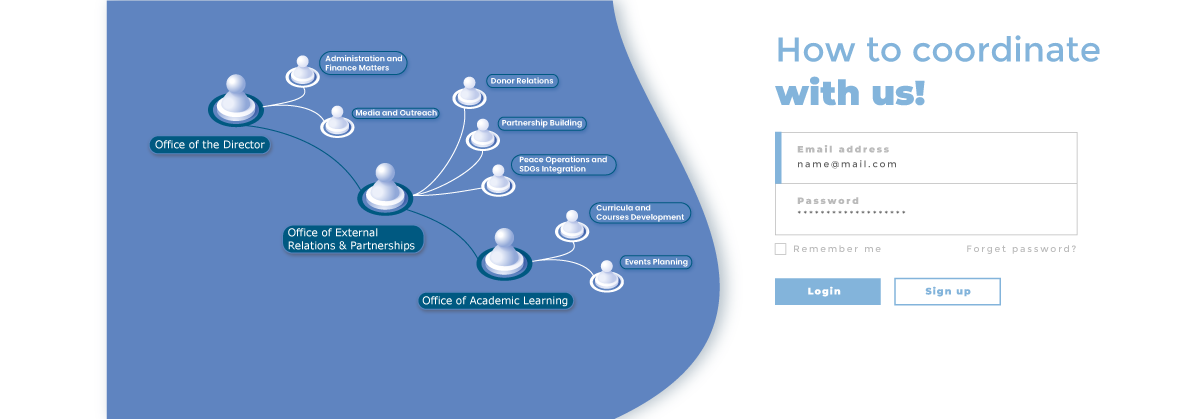 Administration and
Finance Matters
Media and Outreach
Office of the Director
Donor Relations
Partnership Building
Peace Operations and
SDGs Integration
Office of External
Relations & Partnerships
Curricula and
Courses Development
Events Planning
Office of Academic Learning
How to coordinate
with us!
Email address
name@mail.com
Password
•••••••••••••••••••
Remember me
Forget password?
Login
Sign up